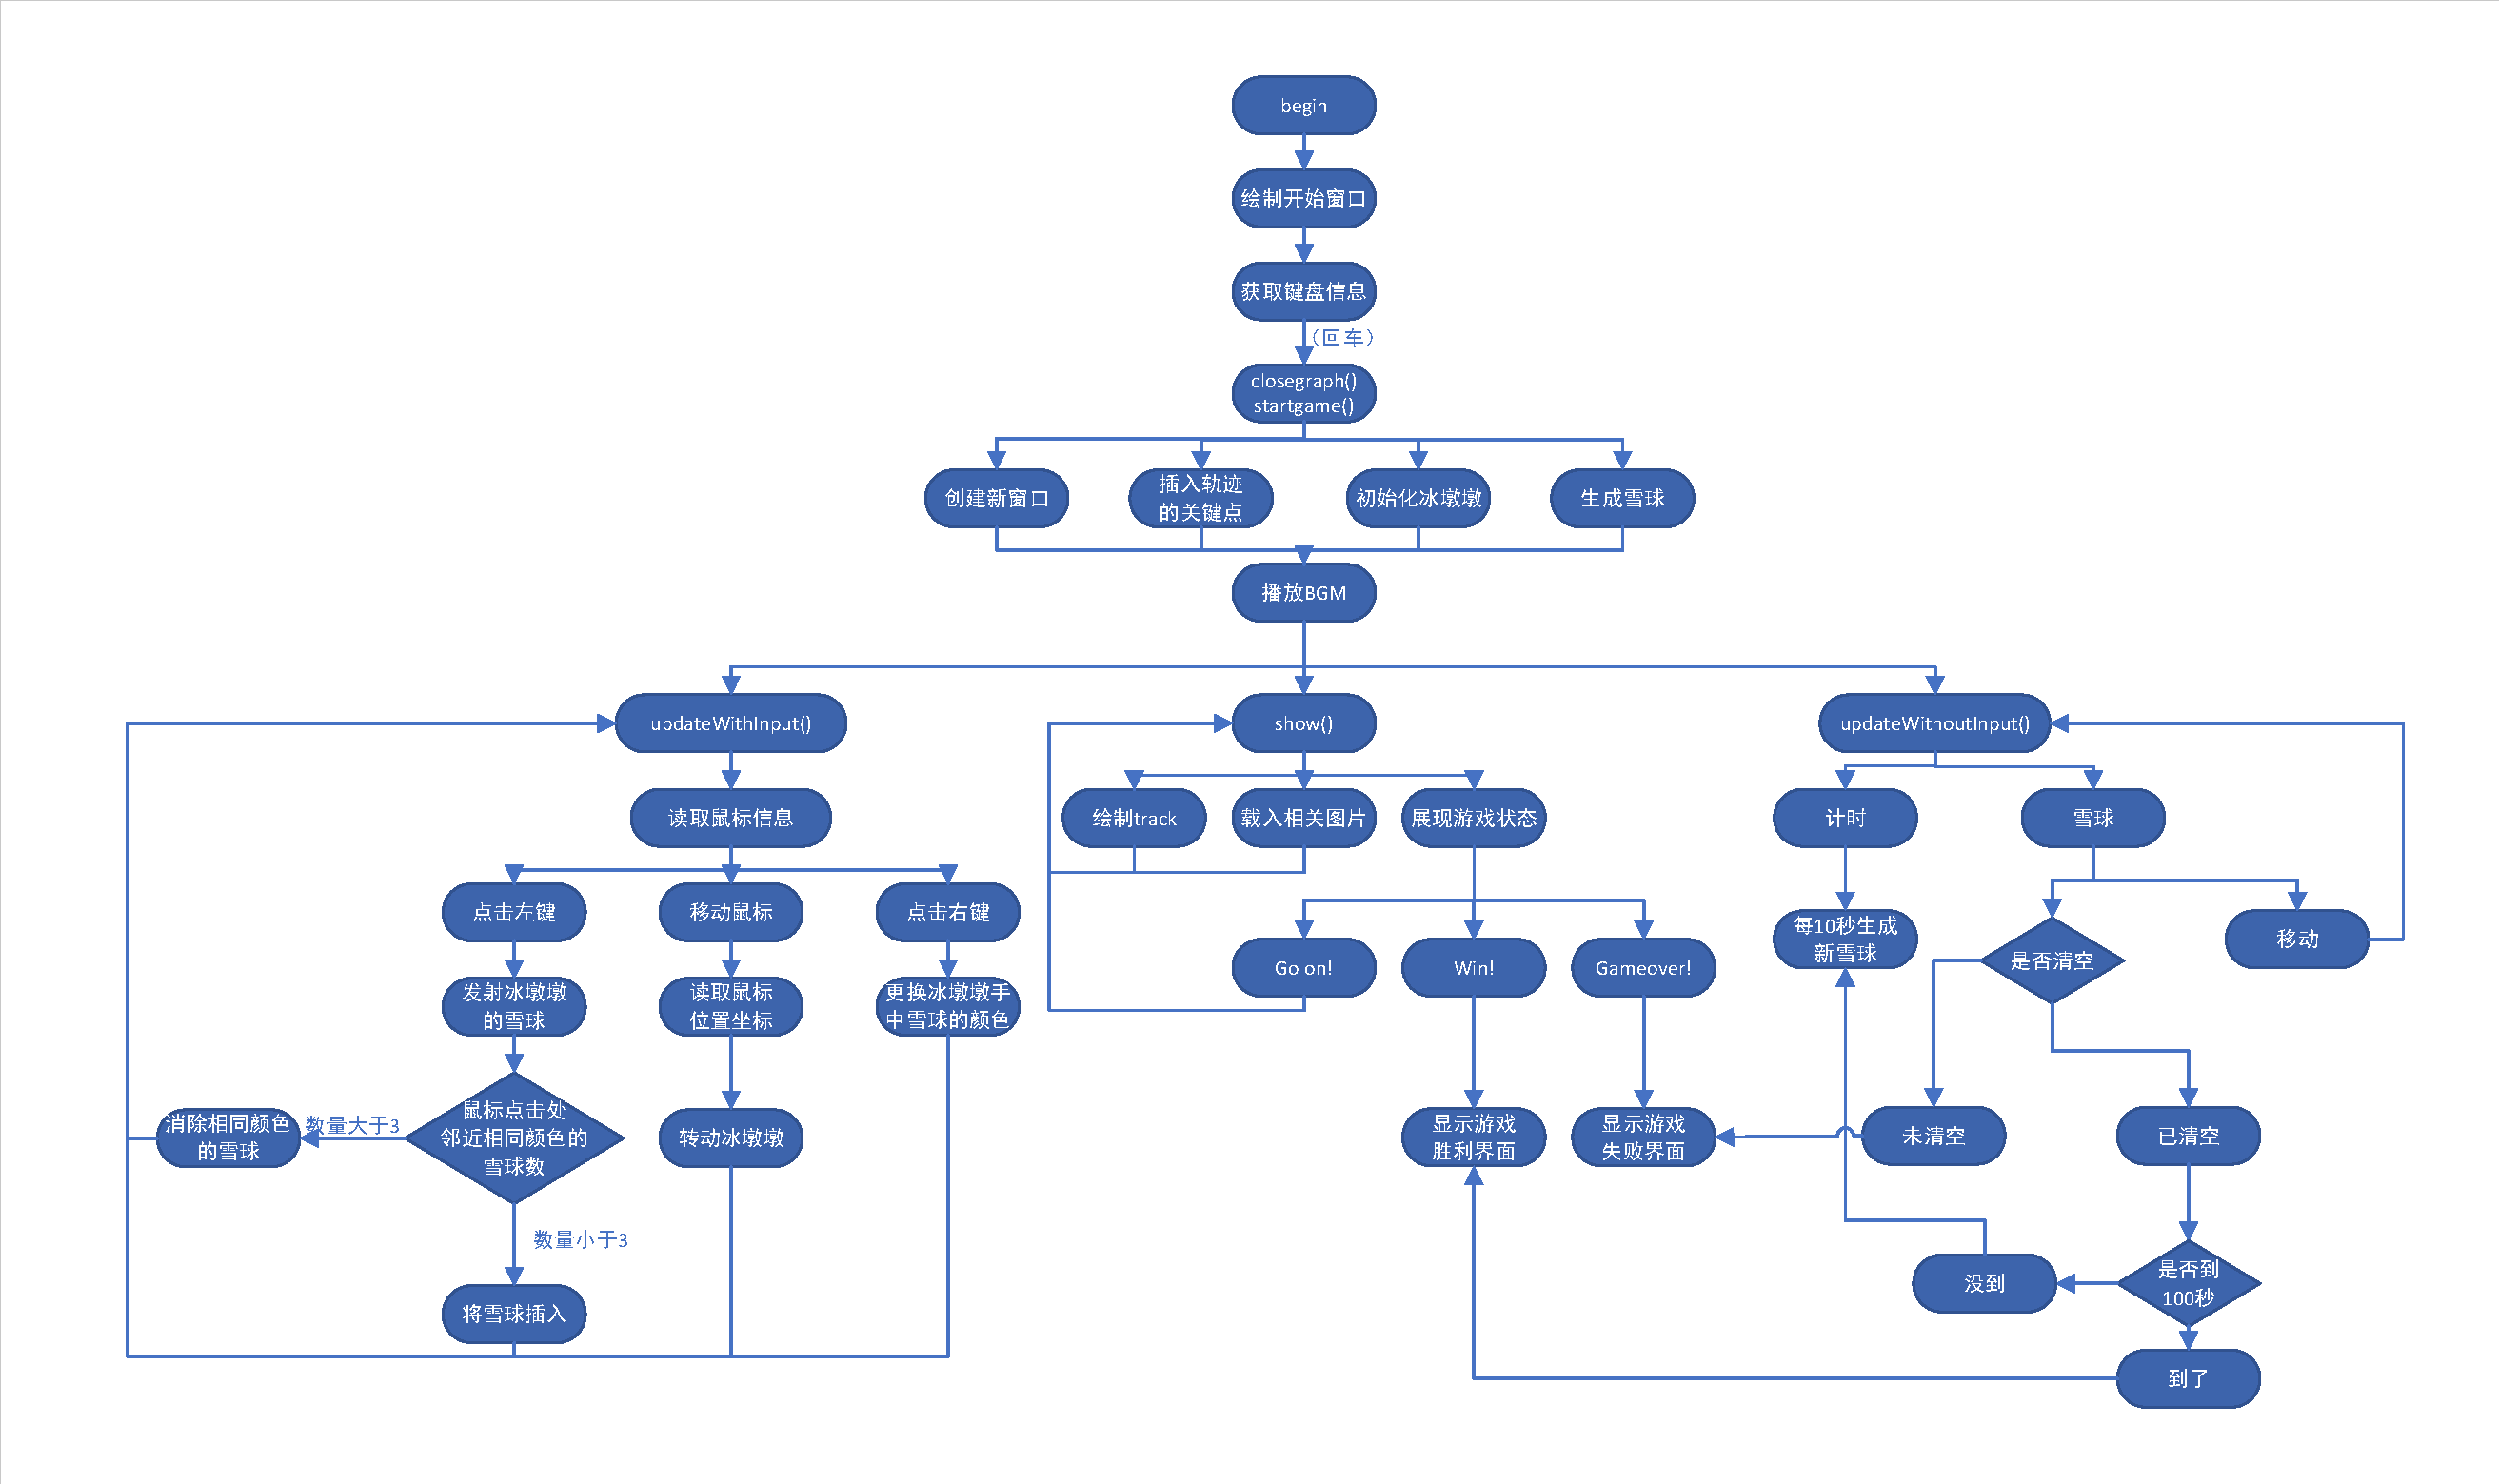 begin
绘制开始窗口
获取键盘信息
（回车）
closegraph()
startgame()
创建新窗口
插入轨迹
的关键点
初始化冰墩墩
生成雪球
播放BGM
updateWithInput()
show()
updateWithoutInput()
读取鼠标信息
绘制track
载入相关图片
展现游戏状态
计时
雪球
点击左键
移动鼠标
点击右键
每10秒生成
新雪球
移动
是否清空
Go on!
Win!
Gameover!
发射冰墩墩
的雪球
读取鼠标
位置坐标
更换冰墩墩手
中雪球的颜色
消除相同颜色
的雪球
数量大于3
鼠标点击处
邻近相同颜色的
雪球数
转动冰墩墩
显示游戏
胜利界面
显示游戏
失败界面
未清空
已清空
数量小于3
将雪球插入
没到
是否到
100秒
到了